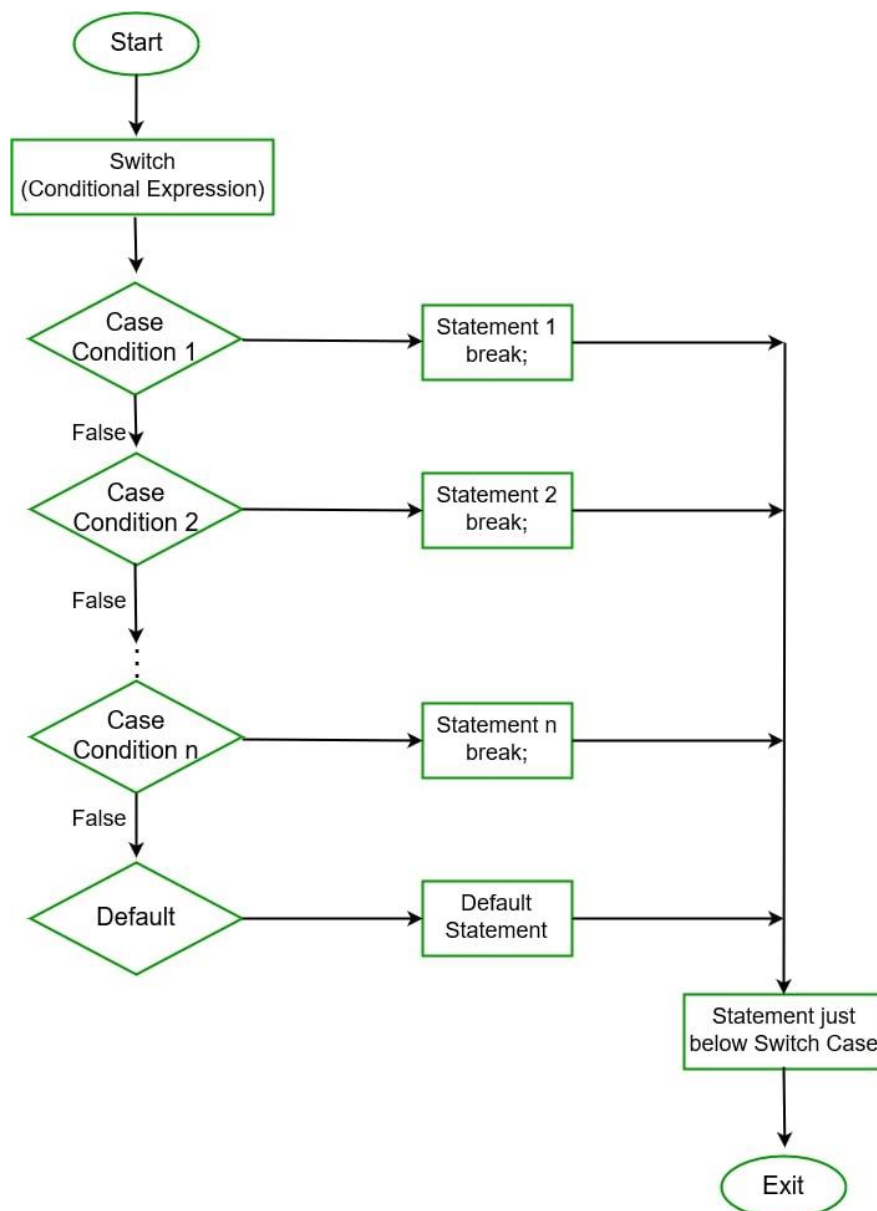 Start
Switch
(Conditional Expression)
Case
Condition 1
Statement 1
break;
False
Case
Condition 2
Statement 2
break;
False
Case
Condition n
Statement n
break;
False
Default
Default
Statement
Statement just
below Switch Case
Exit